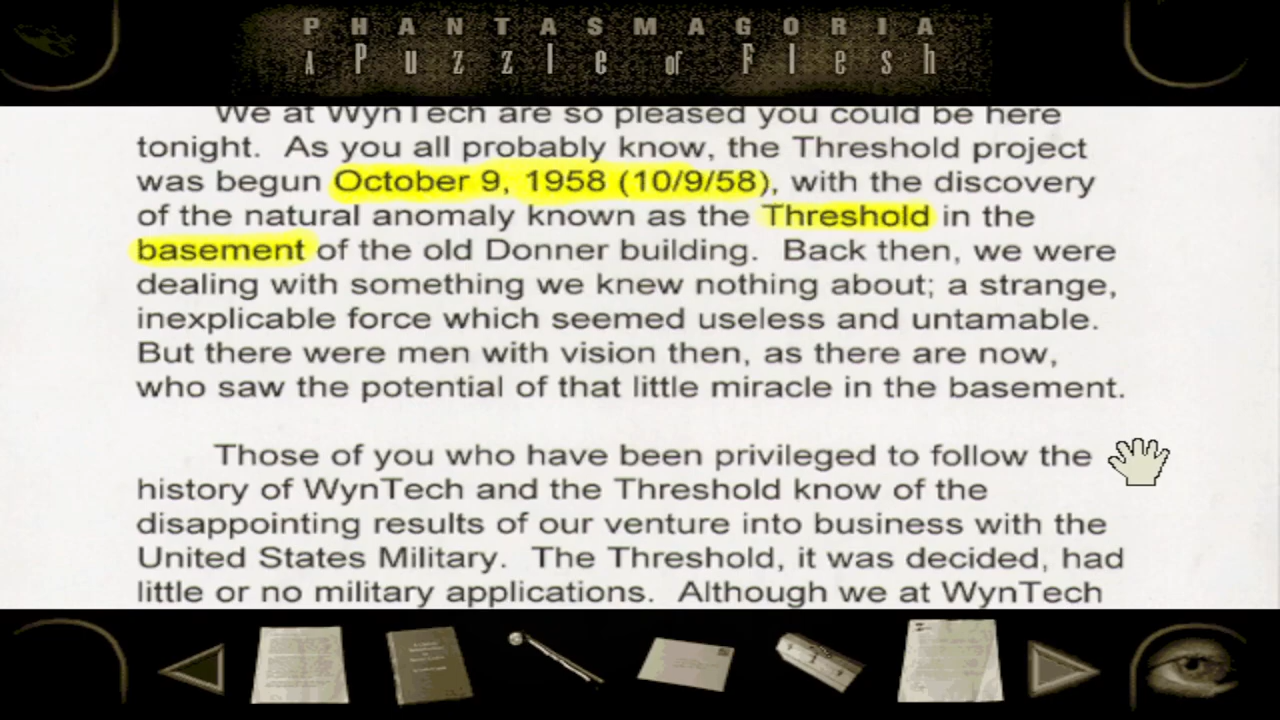 PHANTASMAGORIA
A Puzzle of Flesh
We at WynTech are so pleased you could be here
tonight.  As you all probably know, the Threshold project
was begun October 9, 1958 (10/9/58), with the discovery
of the natural anomaly known as the Threshold in the
basement of the old Donner building.  Back then, we were
dealing with something we knew nothing about; a strange,
inexplicable force which seemed useless and untamable.
But there were men with vision then, as there are now,
who saw the potential of that little miracle in the basement.
Those of you who have been privileged to follow the
history of WynTech and the Threshold know of the
disappointing results of our venture into business with the
United States Military.  The Threshold, it was decided, had
little or no military applications.  Although we at WynTech